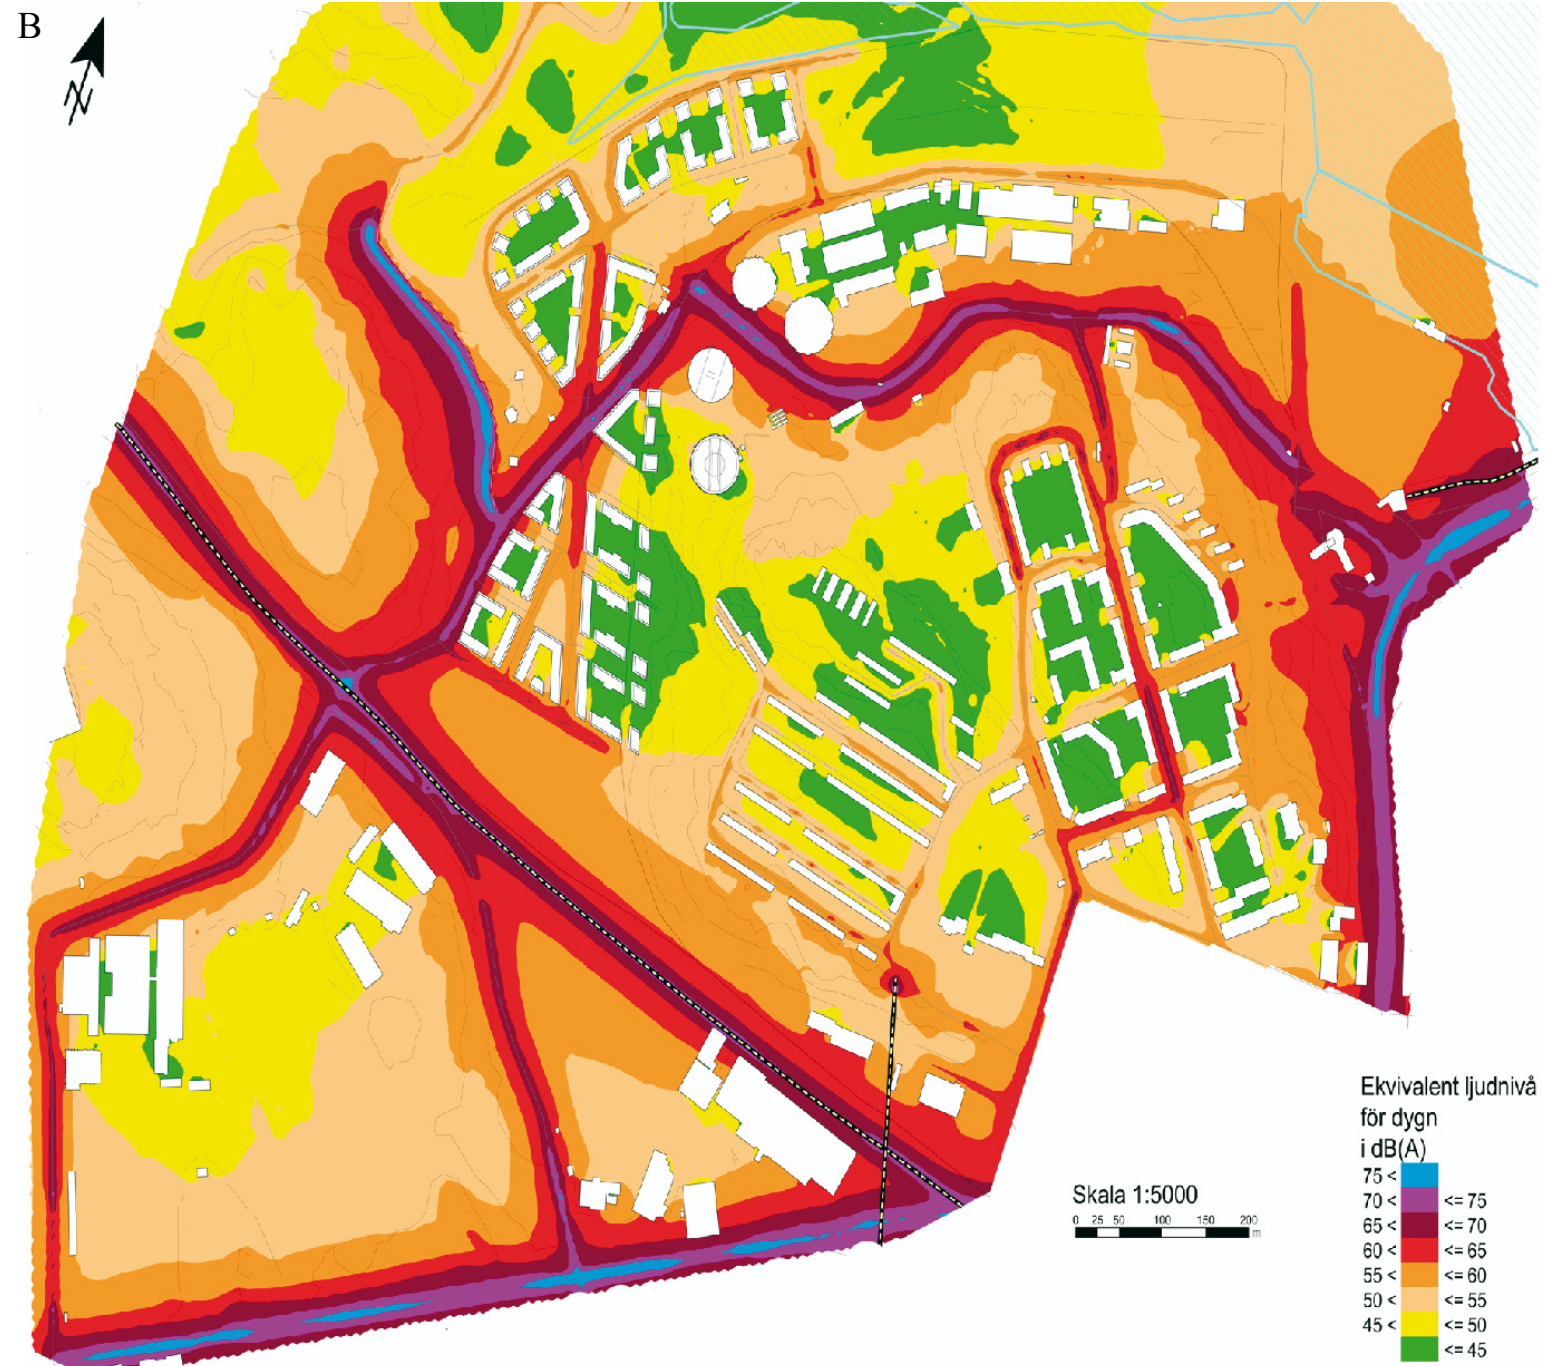 B
N
Ekvivalent ljudnivå
för dygn
i dB(A)
75 <
70 < <= 75
65 < <= 70
60 < <= 65
55 < <= 60
50 < <= 55
45 < <= 50
<= 45
Skala 1:5000
0 25 50 100 150 200
m